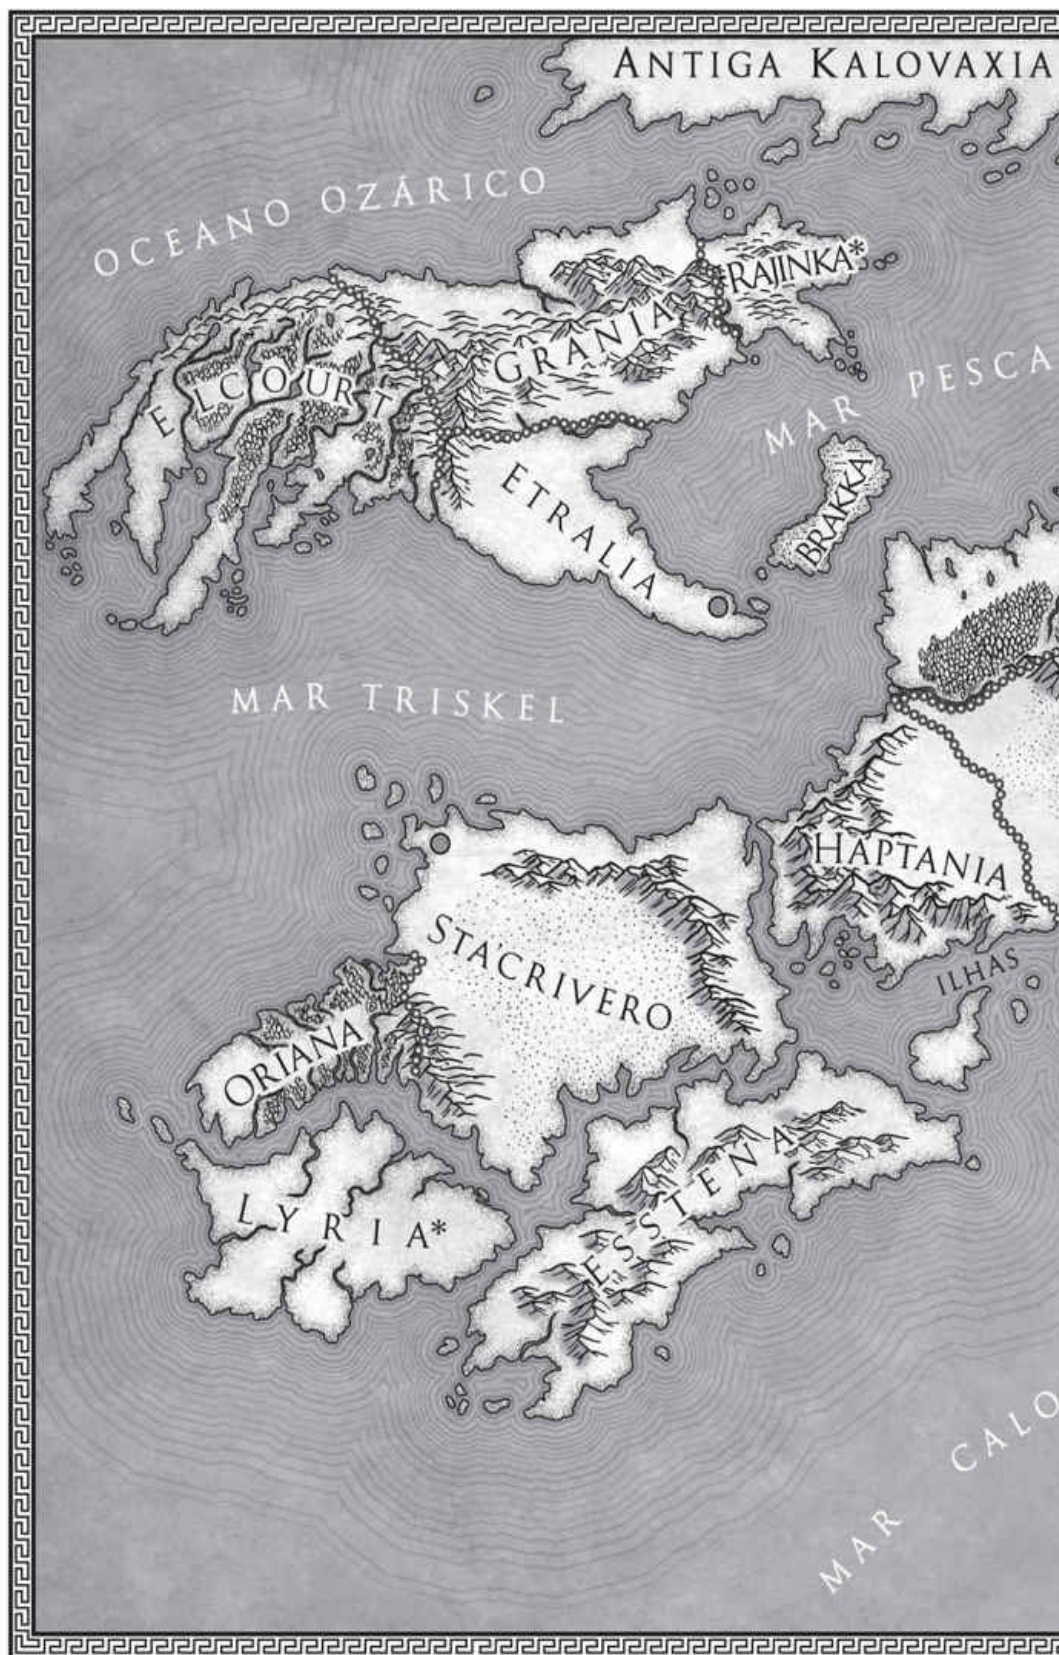 ANTIGA KALOVAXIA
OCEANO OZÁRICO
RAJINKA*
GRANIA
ELCOURT
MAR PESCA
ETRALIA
BRAKKA
MAR TRISKEL
HAPTANIA
STA'CRIVERO
ILHAS
ORIANA
ESSTENA
LYRIA*
MAR CALO